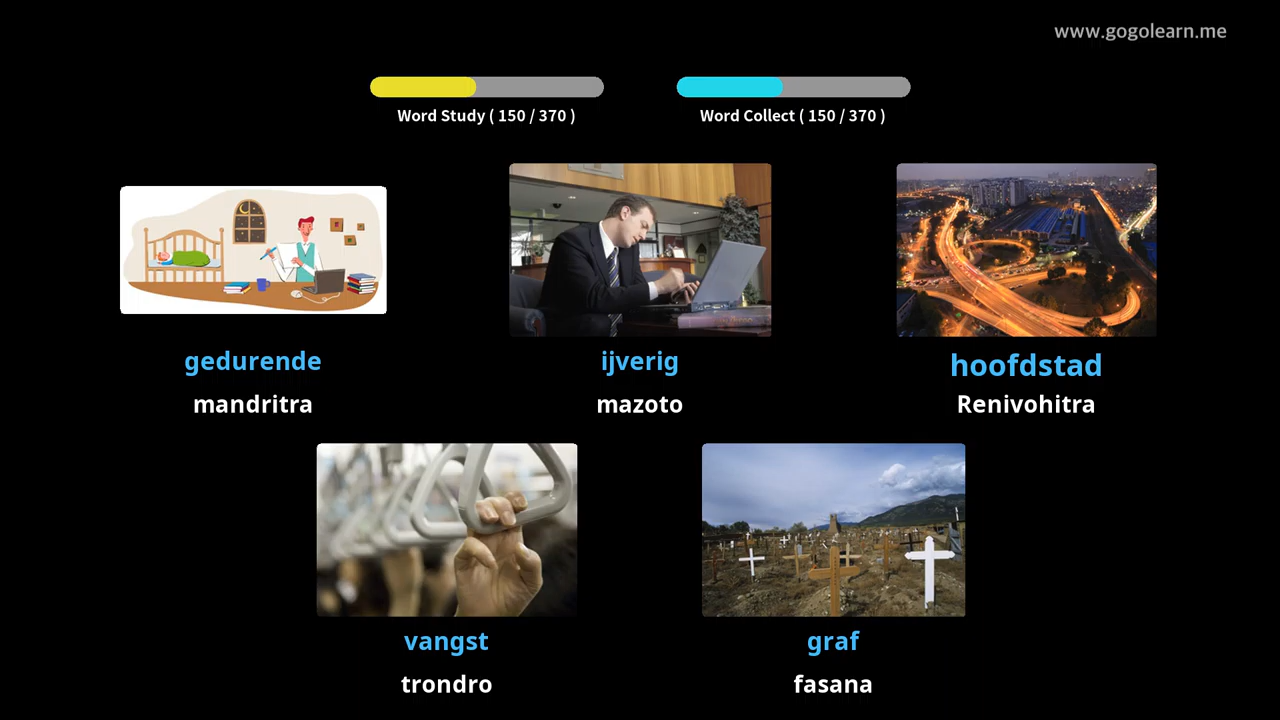 www.gogolearn.me
Word Study ( 150 / 370 )
Word Collect ( 150 / 370 )
gedurende
mandritra
ijverig
mazoto
hoofdstad
Renivohitra
vangst
trondro
graf
fasana